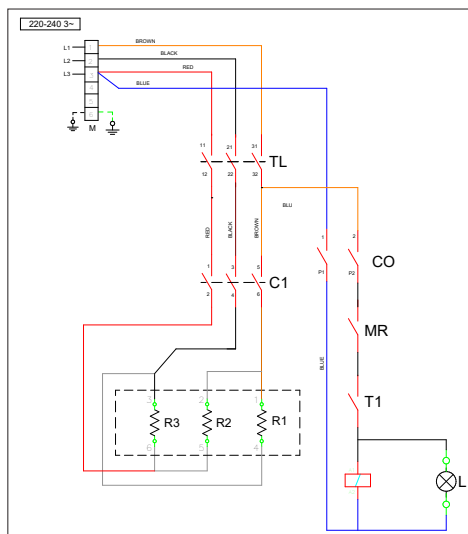 220-240 3~
L1
1
BROWN
L2
2
BLACK
L3
3
RED
4
BLUE
5
6
M
11
21
31
TL
12
22
32
BLU
RED
BLACK
BROWN
1
2
1
3
5
CO
P1
P2
C1
2
4
6
MR
BLUE
T1
3
2
1
R3
R2
R1
6
5
4
L